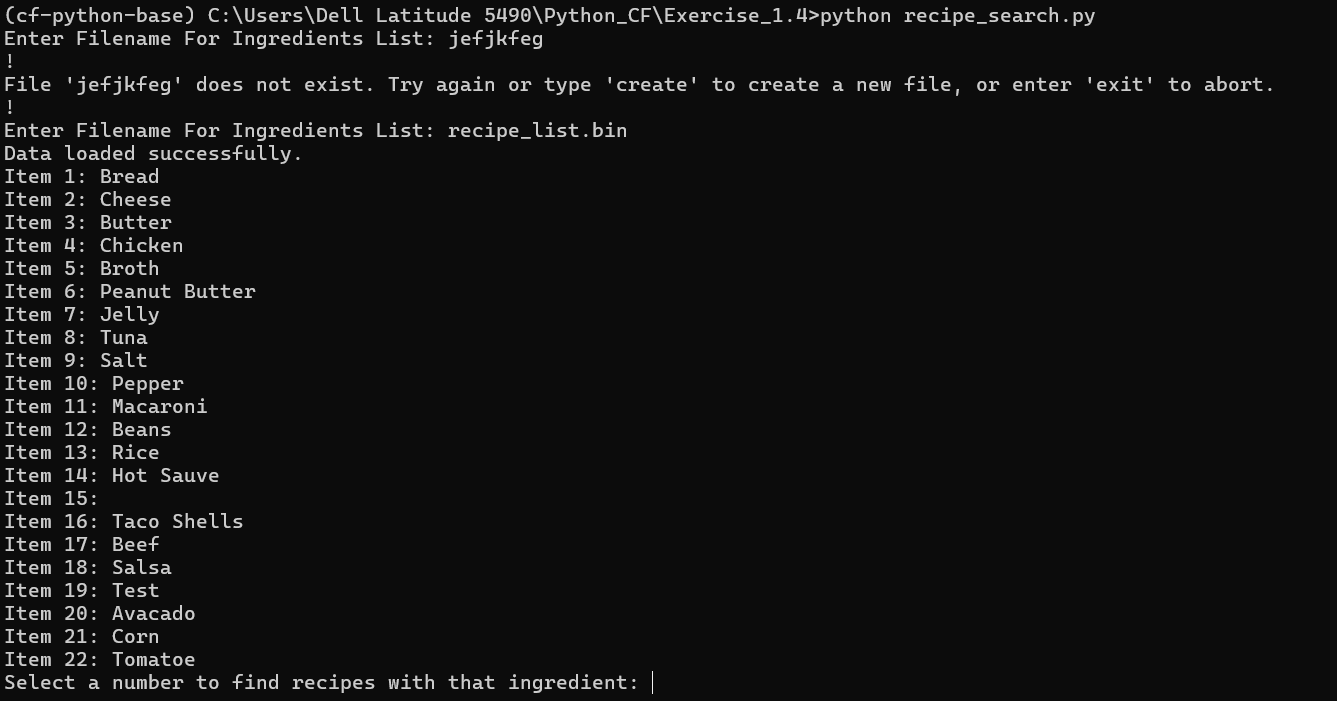 (cf-python-base) C:\Users\Dell Latitude 5490\Python_CF\Exercise_1.4>python recipe_search.py
Enter Filename For Ingredients List: jefjkfeg
!
File 'jefjkfeg' does not exist. Try again or type 'create' to create a new file, or enter 'exit' to abort.
!
Enter Filename For Ingredients List: recipe_list.bin
Data loaded successfully.
Item 1: Bread
Item 2: Cheese
Item 3: Butter
Item 4: Chicken
Item 5: Broth
Item 6: Peanut Butter
Item 7: Jelly
Item 8: Tuna
Item 9: Salt
Item 10: Pepper
Item 11: Macaroni
Item 12: Beans
Item 13: Rice
Item 14: Hot Sauve
Item 15:
Item 16: Taco Shells
Item 17: Beef
Item 18: Salsa
Item 19: Test
Item 20: Avacado
Item 21: Corn
Item 22: Tomatoe
Select a number to find recipes with that ingredient: